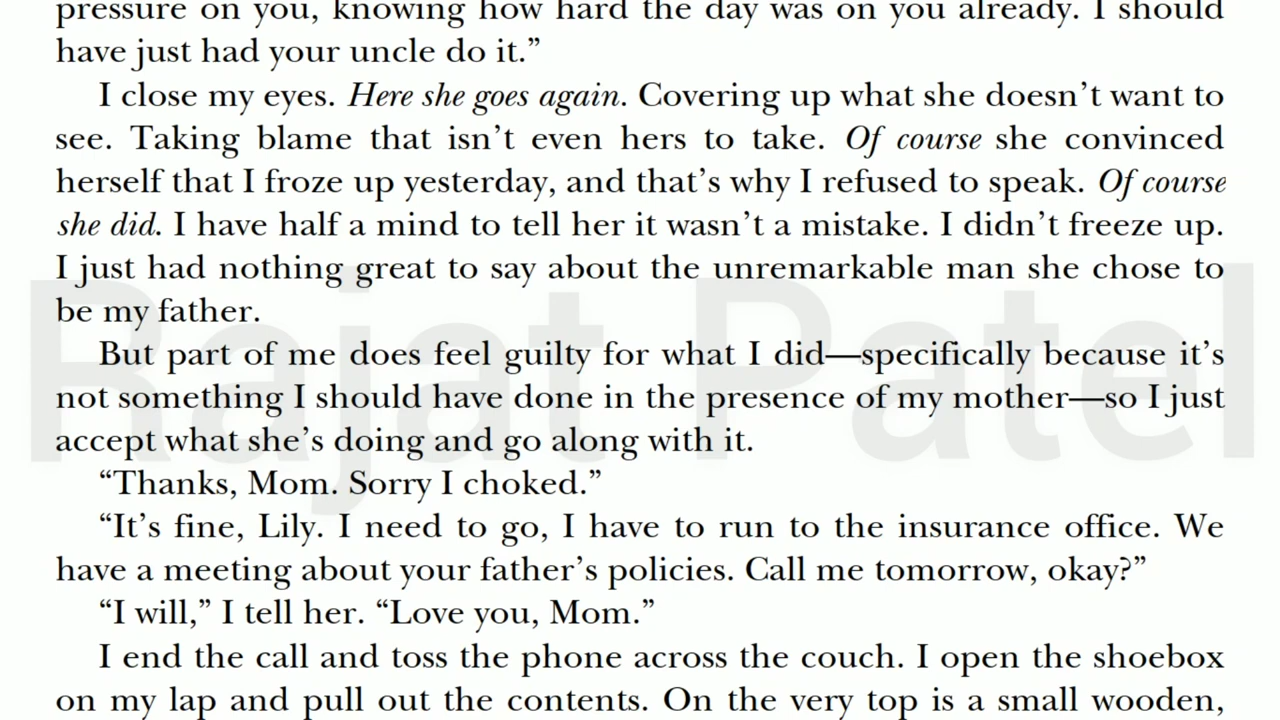 pressure on you, knowing how hard the day was on you already. I should
have just had your uncle do it.”
I close my eyes. Here she goes again. Covering up what she doesn’t want to
see. Taking blame that isn’t even hers to take. Of course she convinced
herself that I froze up yesterday, and that’s why I refused to speak. Of course
she did. I have half a mind to tell her it wasn’t a mistake. I didn’t freeze up.
I just had nothing great to say about the unremarkable man she chose to
be my father.
But part of me does feel guilty for what I did—specifically because it’s
not something I should have done in the presence of my mother—so I just
accept what she’s doing and go along with it.
“Thanks, Mom. Sorry I choked.”
“It’s fine, Lily. I need to go, I have to run to the insurance office. We
have a meeting about your father’s policies. Call me tomorrow, okay?”
“I will,” I tell her. “Love you, Mom.”
I end the call and toss the phone across the couch. I open the shoebox
on my lap and pull out the contents. On the very top is a small wooden,
Rajat Patel